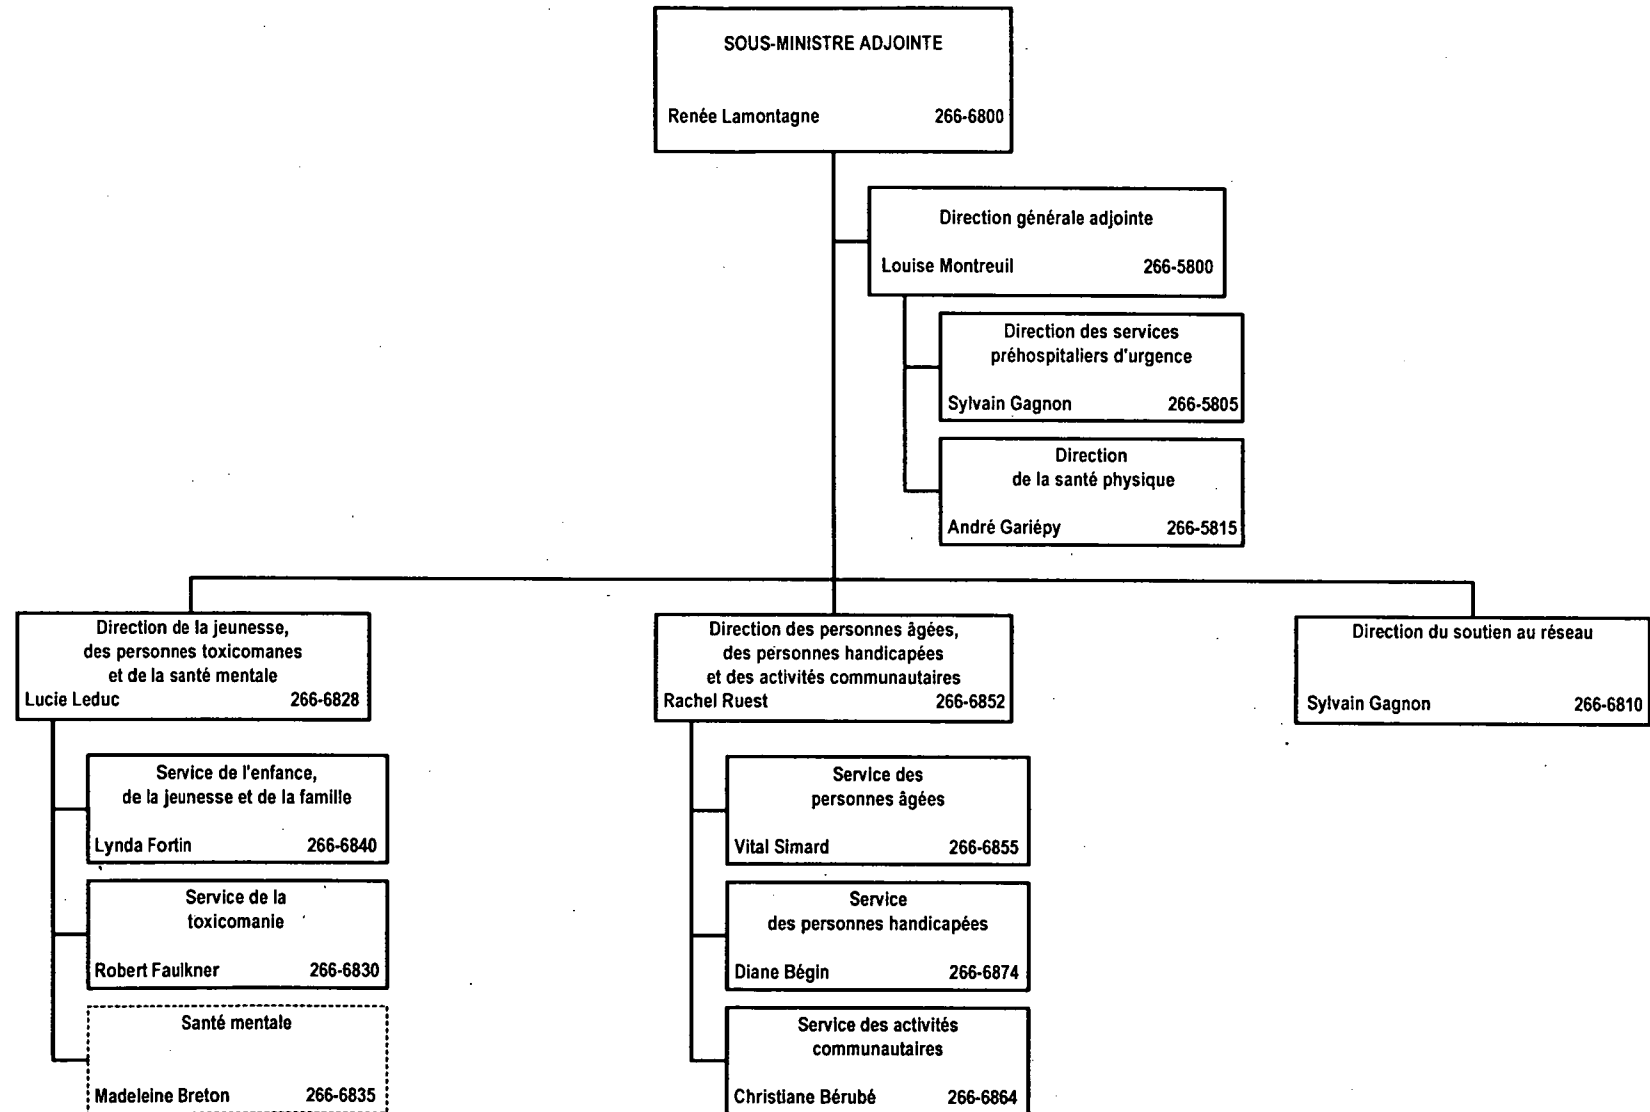 SOUS-MINISTRE ADJOINTE
Renée Lamontagne 266-6800
Direction générale adjointe
Louise Montreuil 266-5800
Direction des services
préhospitaliers d'urgence
Sylvain Gagnon 266-5805
Direction
de la santé physique
André Gariépy 266-5815
Direction de la jeunesse,
des personnes toxicomanes
et de la santé mentale
Lucie Leduc 266-6828
Service de l'enfance,
de la jeunesse et de la famille
Lynda Fortin 266-6840
Service de la
toxicomanie
Robert Faulkner 266-6830
Santé mentale
Madeleine Breton 266-6835
Direction des personnes âgées,
des personnes handicapées
et des activités communautaires
Rachel Ruest 266-6852
Service des
personnes âgées
Vital Simard 266-6855
Service
des personnes handicapées
Diane Bégin 266-6874
Service des activités
communautaires
Christiane Bérubé 266-6864
Direction du soutien au réseau
Sylvain Gagnon 266-6810